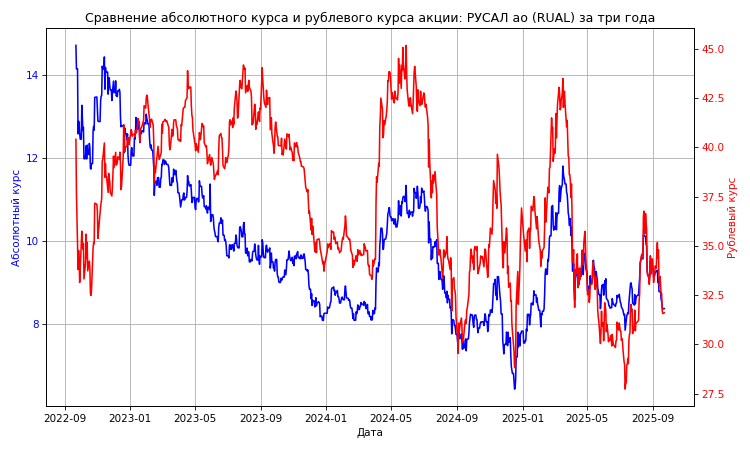 Сравнение абсолютного курса и рублевого курса акции: РУСАЛ ао (RUAL) за три года
Абсолютный курс
14
12
10
8
45.0
42.5
40.0
37.5
35.0
32.5
30.0
27.5
Рублевый курс
2022-09 2023-01 2023-05 2023-09 2024-01 2024-05 2024-09 2025-01 2025-05 2025-09
Дата